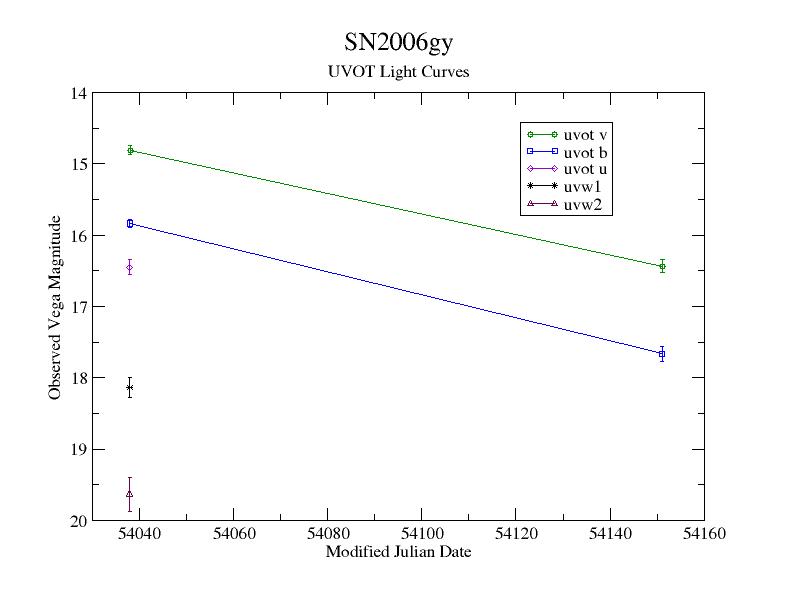 SN2006gy
UVOT Light Curves
14
15
16
17
18
19
20
Observed Vega Magnitude
uvot v
uvot b
uvot u
uvw1
uvw2
54040 54060 54080 54100 54120 54140 54160
Modified Julian Date